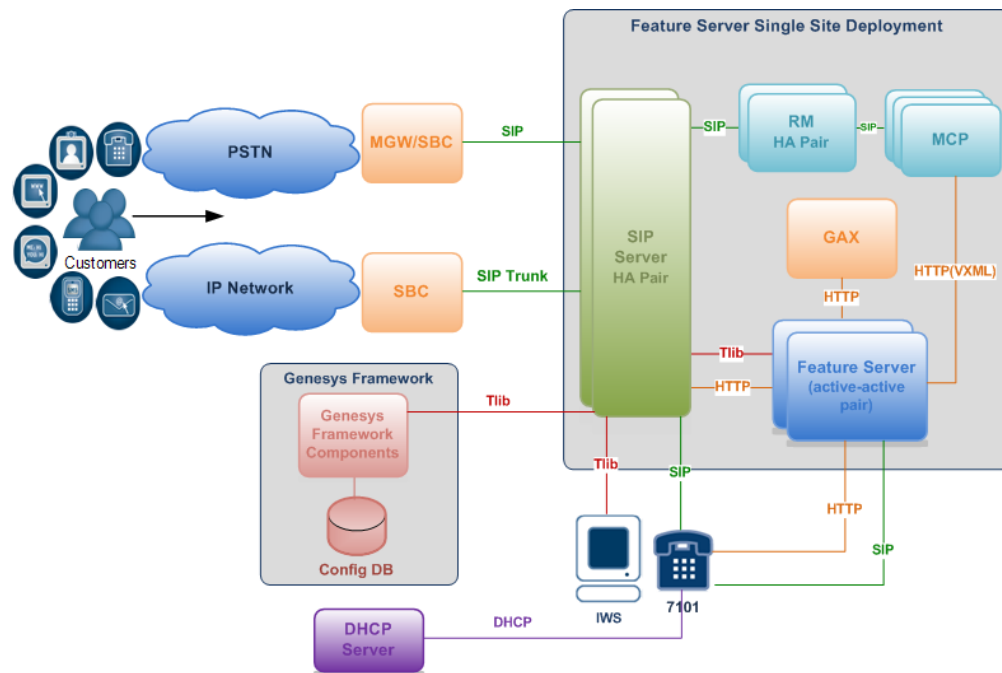 Feature Server Single Site Deployment
PSTN
MGW/SBC
SIP
SIP
RM
HA Pair
SIP
MCP
Customers
SIP
Server
HA Pair
GAX
HTTP(VXML)
IP Network
SBC
SIP Trunk
HTTP
Tlib
HTTP
Feature Server
(active-active
pair)
Genesys Framework
Genesys
Framework
Components
Tlib
Config DB
Tlib
SIP
HTTP
SIP
IWS
7101
DHCP
Server
DHCP